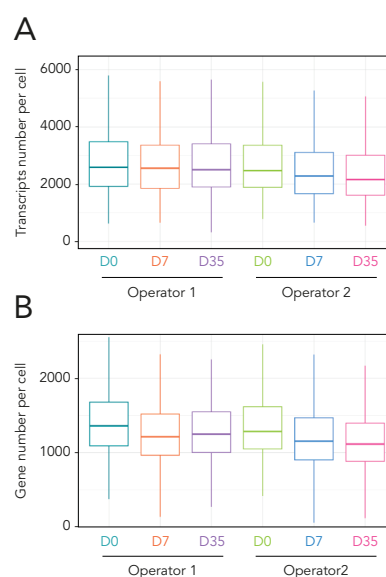 A
Transcripts number per cell
6000
4000
2000
0
D0 D7 D35 D0 D7 D35
Operator 1 Operator 2
B
Gene number per cell
2000
1000
0
D0 D7 D35 D0 D7 D35
Operator 1 Operator2